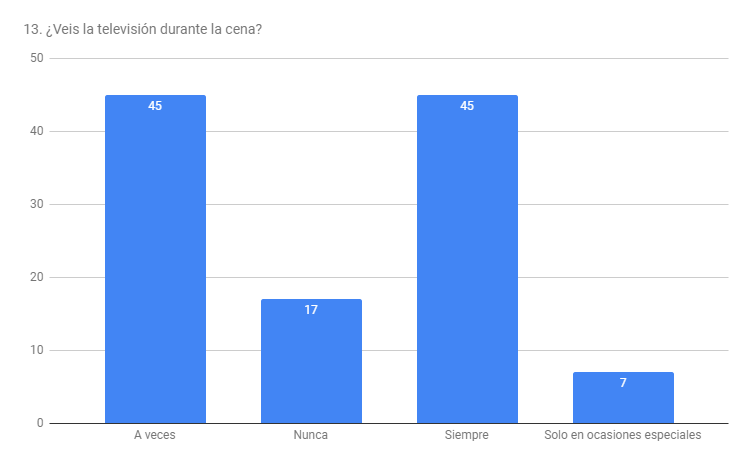 13. ¿Veis la televisión durante la cena?
50
40
30
20
10
0
45
17
45
7
A veces
Nunca
Siempre
Solo en ocasiones especiales